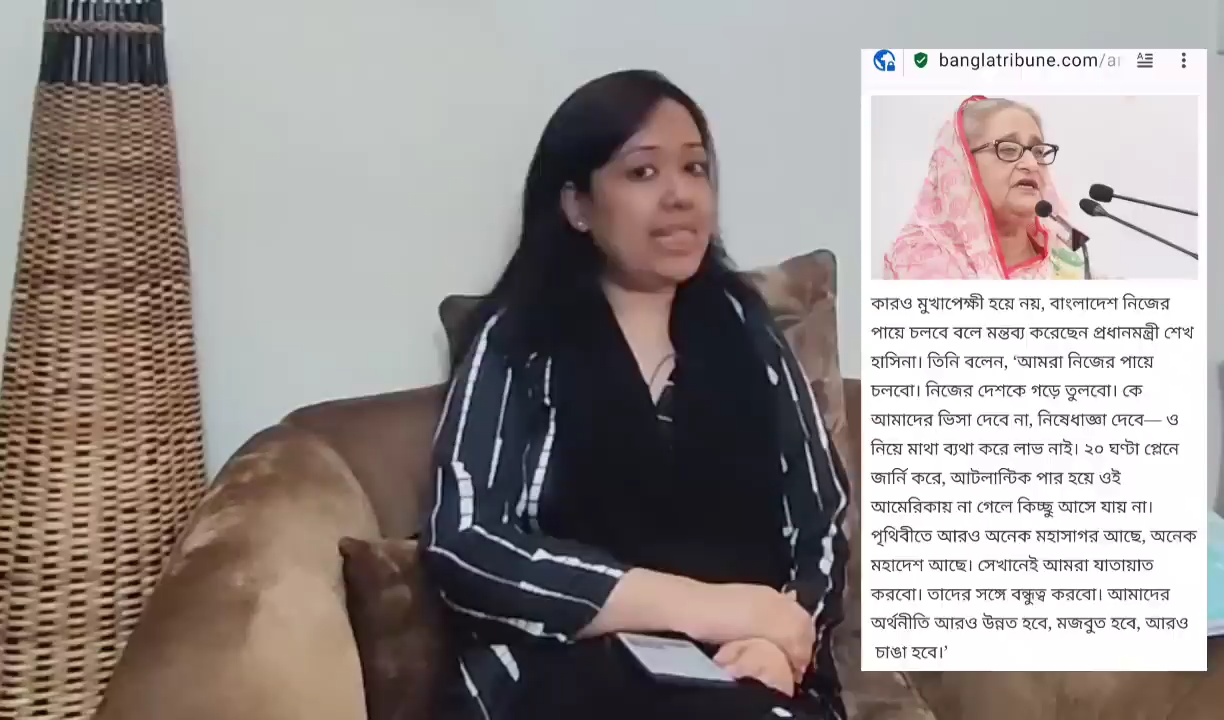 banglatribune.com/ar
কারও মুখাপেক্ষী হয়ে নয়, বাংলাদেশ নিজের
পায়ে চলবে বলে মন্তব্য করেছেন প্রধানমন্ত্রী শেখ
হাসিনা। তিনি বলেন, ‘আমরা নিজের পায়ে
চলবো। নিজের দেশকে গড়ে তুলবো। কে
আমাদের ভিসা দেবে না, নিষেধাজ্ঞা দেবে— ও
নিয়ে মাথা ব্যথা করে লাভ নাই। ২০ ঘণ্টা প্লেনে
জার্নি করে, আটলান্টিক পার হয়ে ওই
আমেরিকায় না গেলে কিচ্ছু আসে যায় না।
পৃথিবীতে আরও অনেক মহাসাগর আছে, অনেক
মহাদেশ আছে। সেখানেই আমরা যাতায়াত
করবো। তাদের সঙ্গে বন্ধুত্ব করবো। আমাদের
অর্থনীতি আরও উন্নত হবে, মজবুত হবে, আরও
চাঙা হবে।’